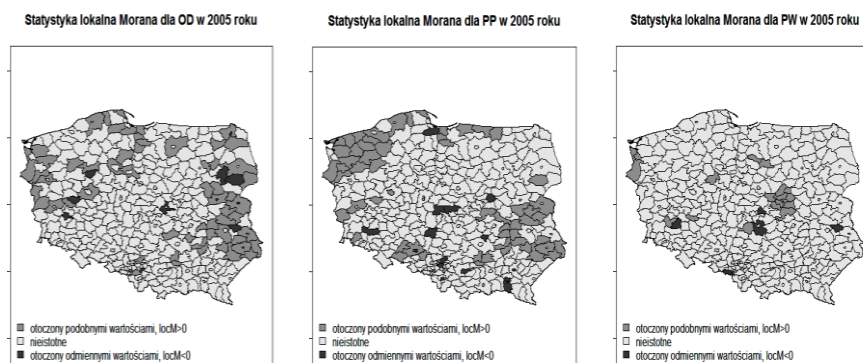 Statystyka lokalna Morana dla OD w 2005 roku
Statystyka lokalna Morana dla PP w 2005 roku
Statystyka lokalna Morana dla PW w 2005 roku
otoczony podobnymi wartościami, locM>0
nieistotne
otoczony odmiennymi wartościami, locM<0
otoczony podobnymi wartościami, locM>0
nieistotne
otoczony odmiennymi wartościami, locM<0
otoczony podobnymi wartościami, locM>0
nieistotne
otoczony odmiennymi wartościami, locM<0